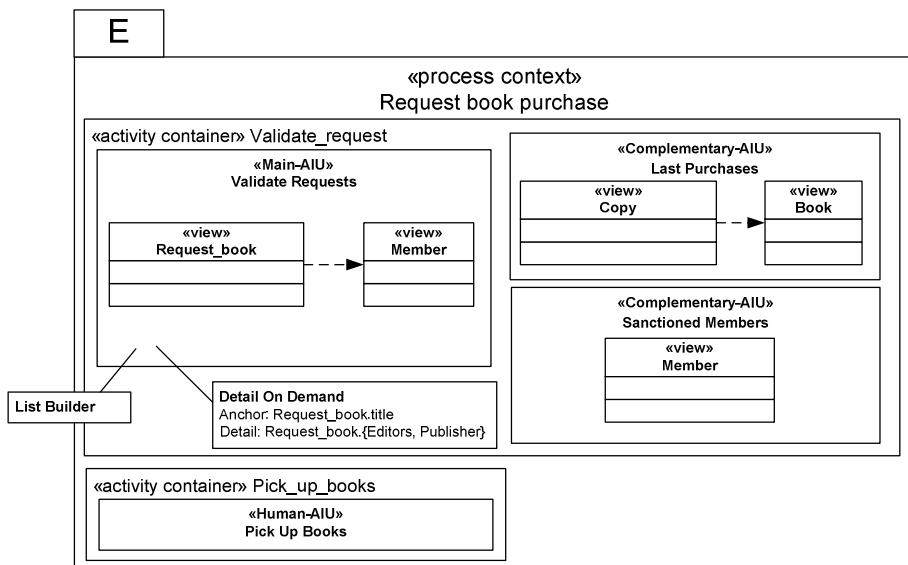 E
«process context»
Request book purchase
«activity container» Validate_request
«Main-AIU»
Validate Requests
«view»
Request_book
«view»
Member
«Complementary-AIU»
Last Purchases
«view»
Copy
«view»
Book
«Complementary-AIU»
Sanctioned Members
«view»
Member
List Builder
Detail On Demand
Anchor: Request_book.title
Detail: Request_book.{Editors, Publisher}
«activity container» Pick_up_books
«Human-AIU»
Pick Up Books